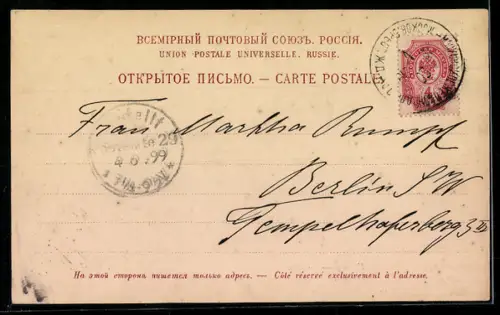 ВСЕМІРНЫЙ ПОЧТОВЫЙ СОЮЗЪ. РОССІЯ.
UNION POSTALE UNIVERSELLE. RUSSIE.
ОТКРЫТОЕ ПИСЬМО. — CARTE POSTALE
Frau Martha Rumpf
Berlin S.W
Tempelhoferberg 3
На этой сторонѣ пишется только адресъ. — Côté réservé exclusivement à l'adresse.